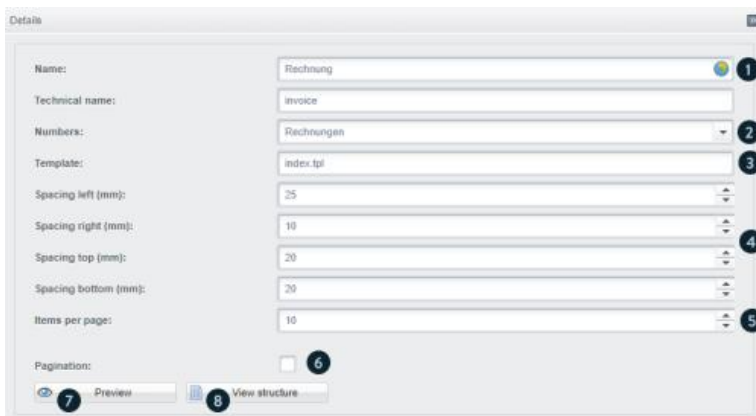 Details
Name: Rechnung 1
Technical name: invoice
Numbers: Rechnungen 2
Template: index.tpl 3
Spacing left (mm): 25
Spacing right (mm): 10
4
Spacing top (mm): 20
Spacing bottom (mm): 20
Items per page: 10 5
Pagination: 6
7 Preview 8 View structure